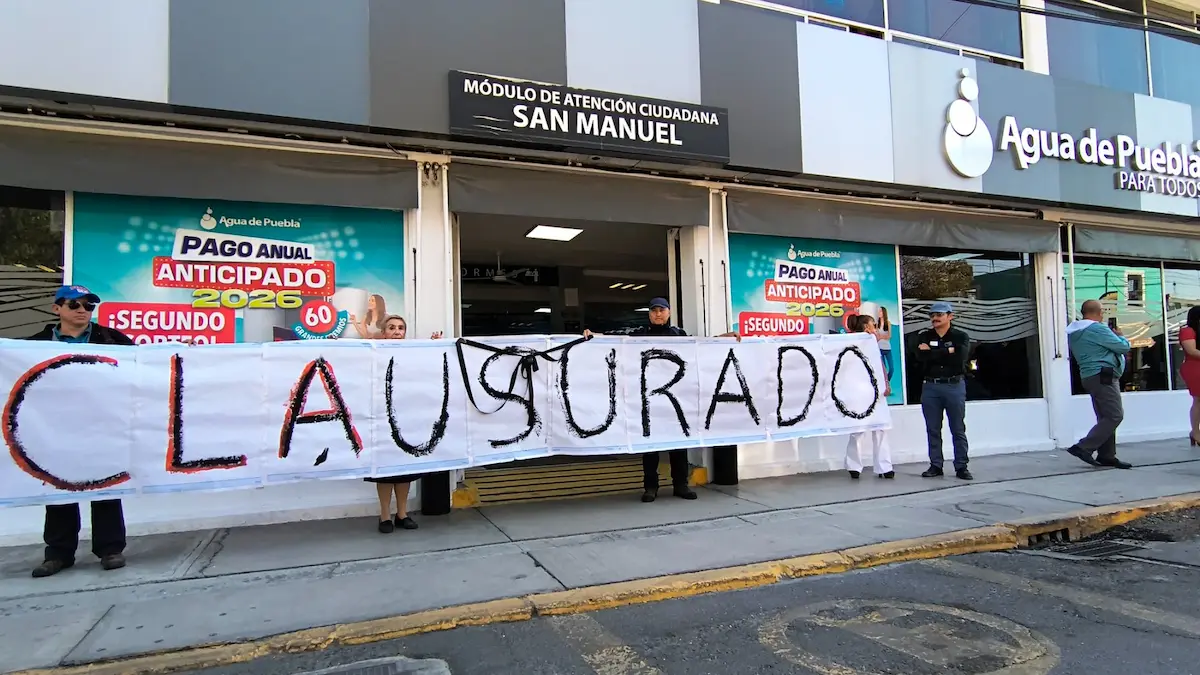 MÓDULO DE ATENCIÓN CIUDADANA
SAN MANUEL
Agua de Puebla
PARA TODOS
Agua de Puebla
PAGO ANUAL
ANTICIPADO
2026
¡SEGUNDO
60
Agua de Puebla
PAGO ANUAL
ANTICIPADO
2026
¡SEGUNDO
CLAUSURADO